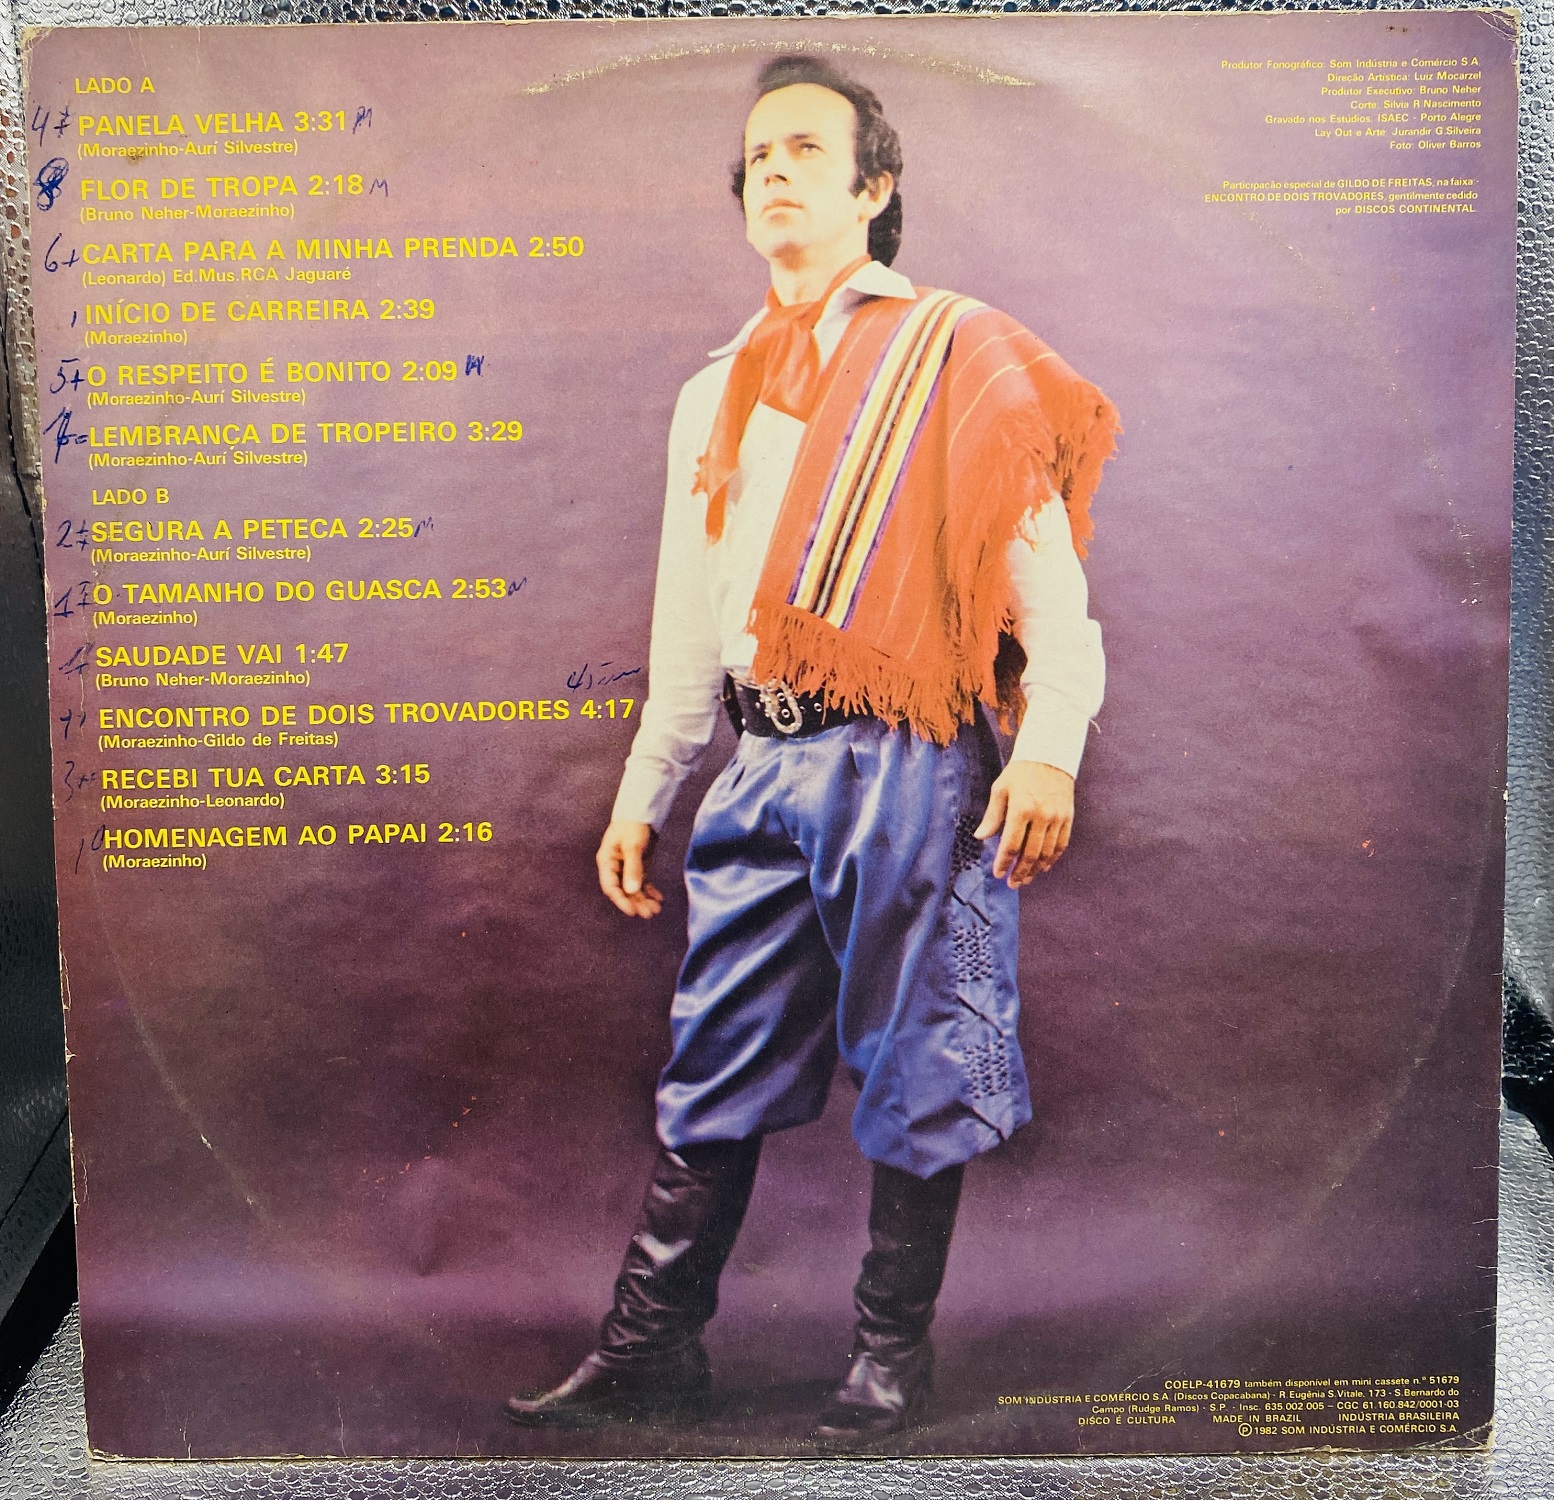 LADO A
4+ PANELA VELHA 3:31 M
(Moraezinho-Aurí Silvestre)
FLOR DE TROPA 2:18 M
(Bruno Neher-Moraezinho)
6+ CARTA PARA A MINHA PRENDA 2:50
(Leonardo) Ed.Mus.RCA Jaguaré
INÍCIO DE CARREIRA 2:39
(Moraezinho)
5+ O RESPEITO É BONITO 2:09
(Moraezinho-Aurí Silvestre)
LEMBRANÇA DE TROPEIRO 3:29
(Moraezinho-Aurí Silvestre)
LADO B
2+ SEGURA A PETECA 2:25 M
(Moraezinho-Aurí Silvestre)
O TAMANHO DO GUASCA 2:53
(Moraezinho)
SAUDADE VAI 1:47
(Bruno Neher-Moraezinho)
ENCONTRO DE DOIS TROVADORES 4:17
(Moraezinho-Gildo de Freitas)
RECEBI TUA CARTA 3:15
(Moraezinho-Leonardo)
10 HOMENAGEM AO PAPAI 2:16
(Moraezinho)
Produtor Fonográfico: Som Indústria e Comércio S.A.
Direção Artística: Luiz Mocarzel
Produtor Executivo: Bruno Neher
Corte: Silvia R.Nascimento
Gravado nos Estúdios: ISAEC - Porto Alegre
Lay Out e Arte: Jurandir G.Silveira
Foto: Oliver Barros
Participação especial de GILDO DE FREITAS, na faixa:-
ENCONTRO DE DOIS TROVADORES, gentilmente cedido
por DISCOS CONTINENTAL.
COELP-41679 também disponível em mini cassete n.º 51679
SOM INDÚSTRIA E COMÉRCIO S.A. (Discos Copacabana) - R. Eugênia S.Vitale, 173 - S.Bernardo do
Campo (Rudge Ramos) - S.P. - Insc. 635.002.005 – CGC 61.160.842/0001-03
DISCO É CULTURA MADE IN BRAZIL INDÚSTRIA BRASILEIRA
Ⓟ 1982 SOM INDÚSTRIA E COMÉRCIO S.A.